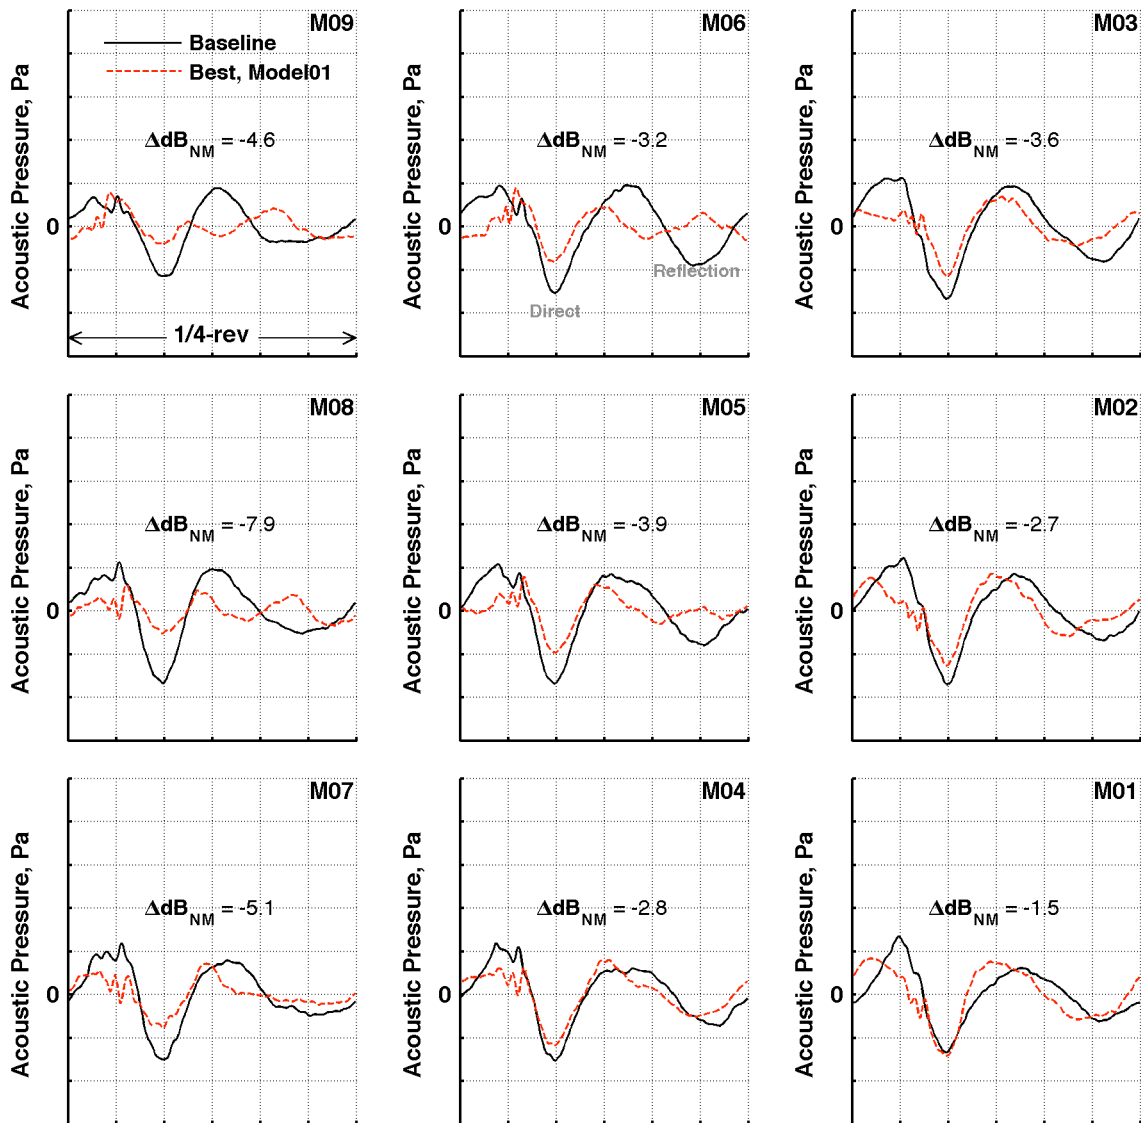 M09
Baseline
Best, Model01
ΔdB_NM = -4.6
Acoustic Pressure, Pa
0
1/4-rev
M06
ΔdB_NM = -3.2
Acoustic Pressure, Pa
0
Reflection
Direct
M03
ΔdB_NM = -3.6
Acoustic Pressure, Pa
0
M08
ΔdB_NM = -7.9
Acoustic Pressure, Pa
0
M05
ΔdB_NM = -3.9
Acoustic Pressure, Pa
0
M02
ΔdB_NM = -2.7
Acoustic Pressure, Pa
0
M07
ΔdB_NM = -5.1
Acoustic Pressure, Pa
0
M04
ΔdB_NM = -2.8
Acoustic Pressure, Pa
0
M01
ΔdB_NM = -1.5
Acoustic Pressure, Pa
0